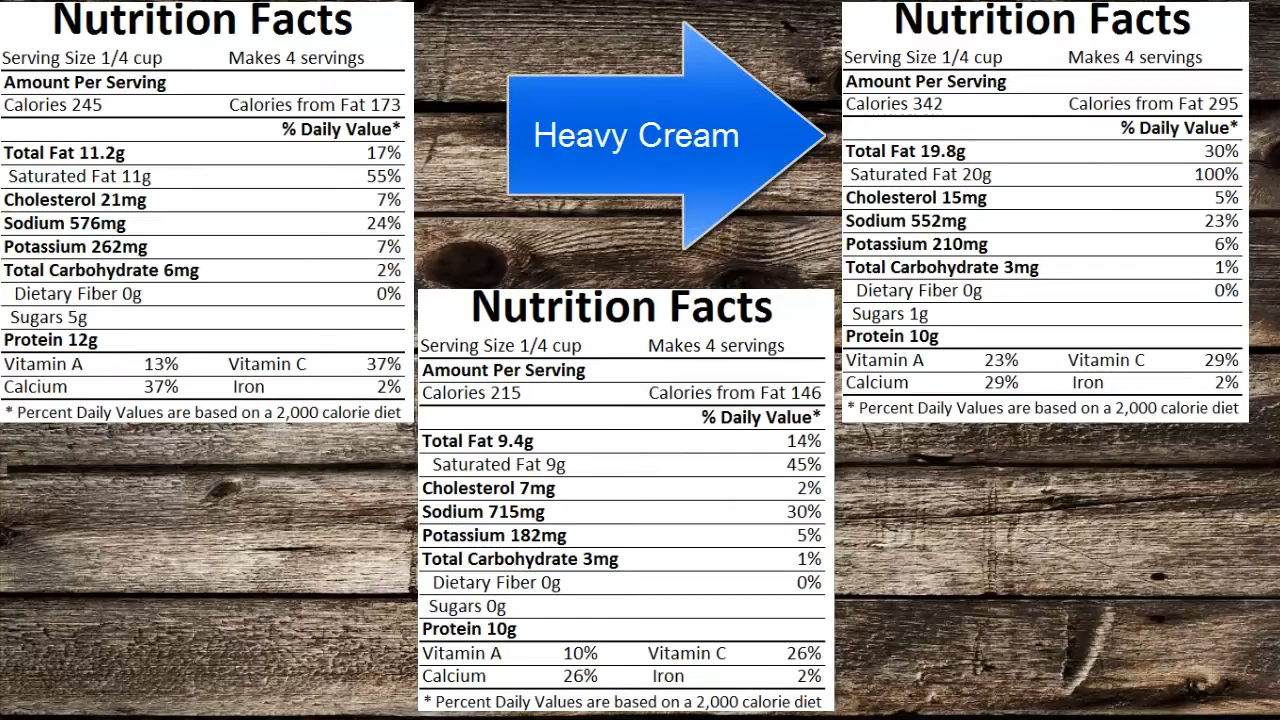 Nutrition Facts
Serving Size 1/4 cup Makes 4 servings
Amount Per Serving
Calories 245 Calories from Fat 173
% Daily Value*
Total Fat 11.2g 17%
Saturated Fat 11g 55%
Cholesterol 21mg 7%
Sodium 576mg 24%
Potassium 262mg 7%
Total Carbohydrate 6mg 2%
Dietary Fiber 0g 0%
Sugars 5g
Protein 12g
Vitamin A 13% Vitamin C 37%
Calcium 37% Iron 2%
* Percent Daily Values are based on a 2,000 calorie diet
Heavy Cream
Nutrition Facts
Serving Size 1/4 cup Makes 4 servings
Amount Per Serving
Calories 342 Calories from Fat 295
% Daily Value*
Total Fat 19.8g 30%
Saturated Fat 20g 100%
Cholesterol 15mg 5%
Sodium 552mg 23%
Potassium 210mg 6%
Total Carbohydrate 3mg 1%
Dietary Fiber 0g 0%
Sugars 1g
Protein 10g
Vitamin A 23% Vitamin C 29%
Calcium 29% Iron 2%
* Percent Daily Values are based on a 2,000 calorie diet
Nutrition Facts
Serving Size 1/4 cup Makes 4 servings
Amount Per Serving
Calories 215 Calories from Fat 146
% Daily Value*
Total Fat 9.4g 14%
Saturated Fat 9g 45%
Cholesterol 7mg 2%
Sodium 715mg 30%
Potassium 182mg 5%
Total Carbohydrate 3mg 1%
Dietary Fiber 0g 0%
Sugars 0g
Protein 10g
Vitamin A 10% Vitamin C 26%
Calcium 26% Iron 2%
* Percent Daily Values are based on a 2,000 calorie diet